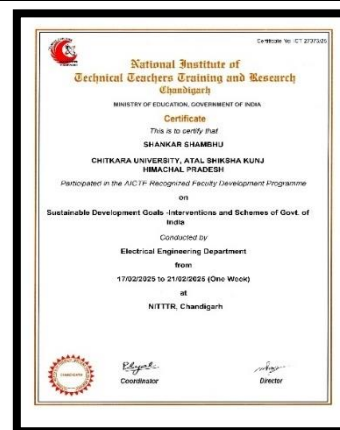 Certificate No: ICT 27373/25
National Institute of
Technical Teachers Training and Research
Chandigarh
MINISTRY OF EDUCATION, GOVERNMENT OF INDIA
Certificate
This is to certify that
SHANKAR SHAMBHU
CHITKARA UNIVERSITY, ATAL SHIKSHA KUNJ
HIMACHAL PRADESH
Participated in the AICTE Recognized Faculty Development Programme
on
Sustainable Development Goals -Interventions and Schemes of Govt. of
India
Conducted by
Electrical Engineering Department
from
17/02/2025 to 21/02/2025 (One Week)
at
NITTTR, Chandigarh
Coordinator
Director